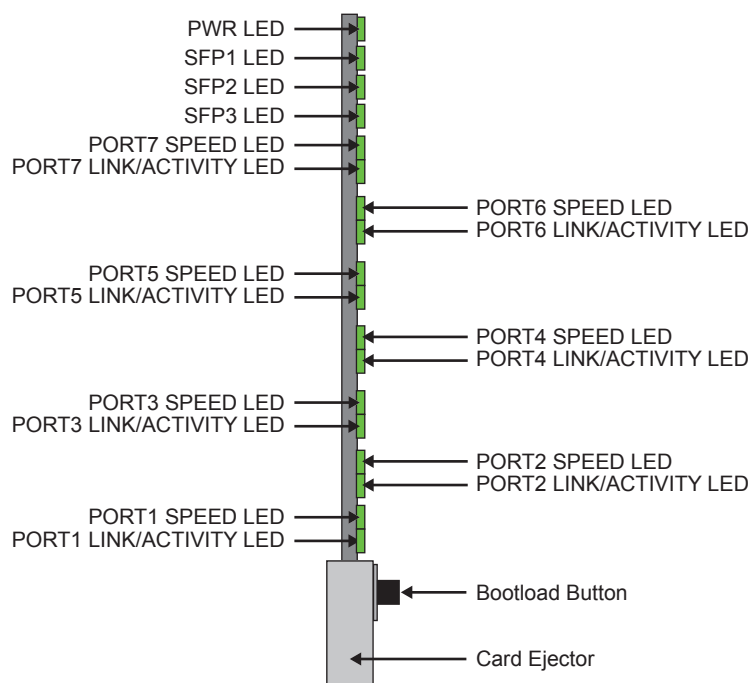 PWR LED
SFP1 LED
SFP2 LED
SFP3 LED
PORT7 SPEED LED
PORT7 LINK/ACTIVITY LED
PORT6 SPEED LED
PORT6 LINK/ACTIVITY LED
PORT5 SPEED LED
PORT5 LINK/ACTIVITY LED
PORT4 SPEED LED
PORT4 LINK/ACTIVITY LED
PORT3 SPEED LED
PORT3 LINK/ACTIVITY LED
PORT2 SPEED LED
PORT2 LINK/ACTIVITY LED
PORT1 SPEED LED
PORT1 LINK/ACTIVITY LED
Bootload Button
Card Ejector